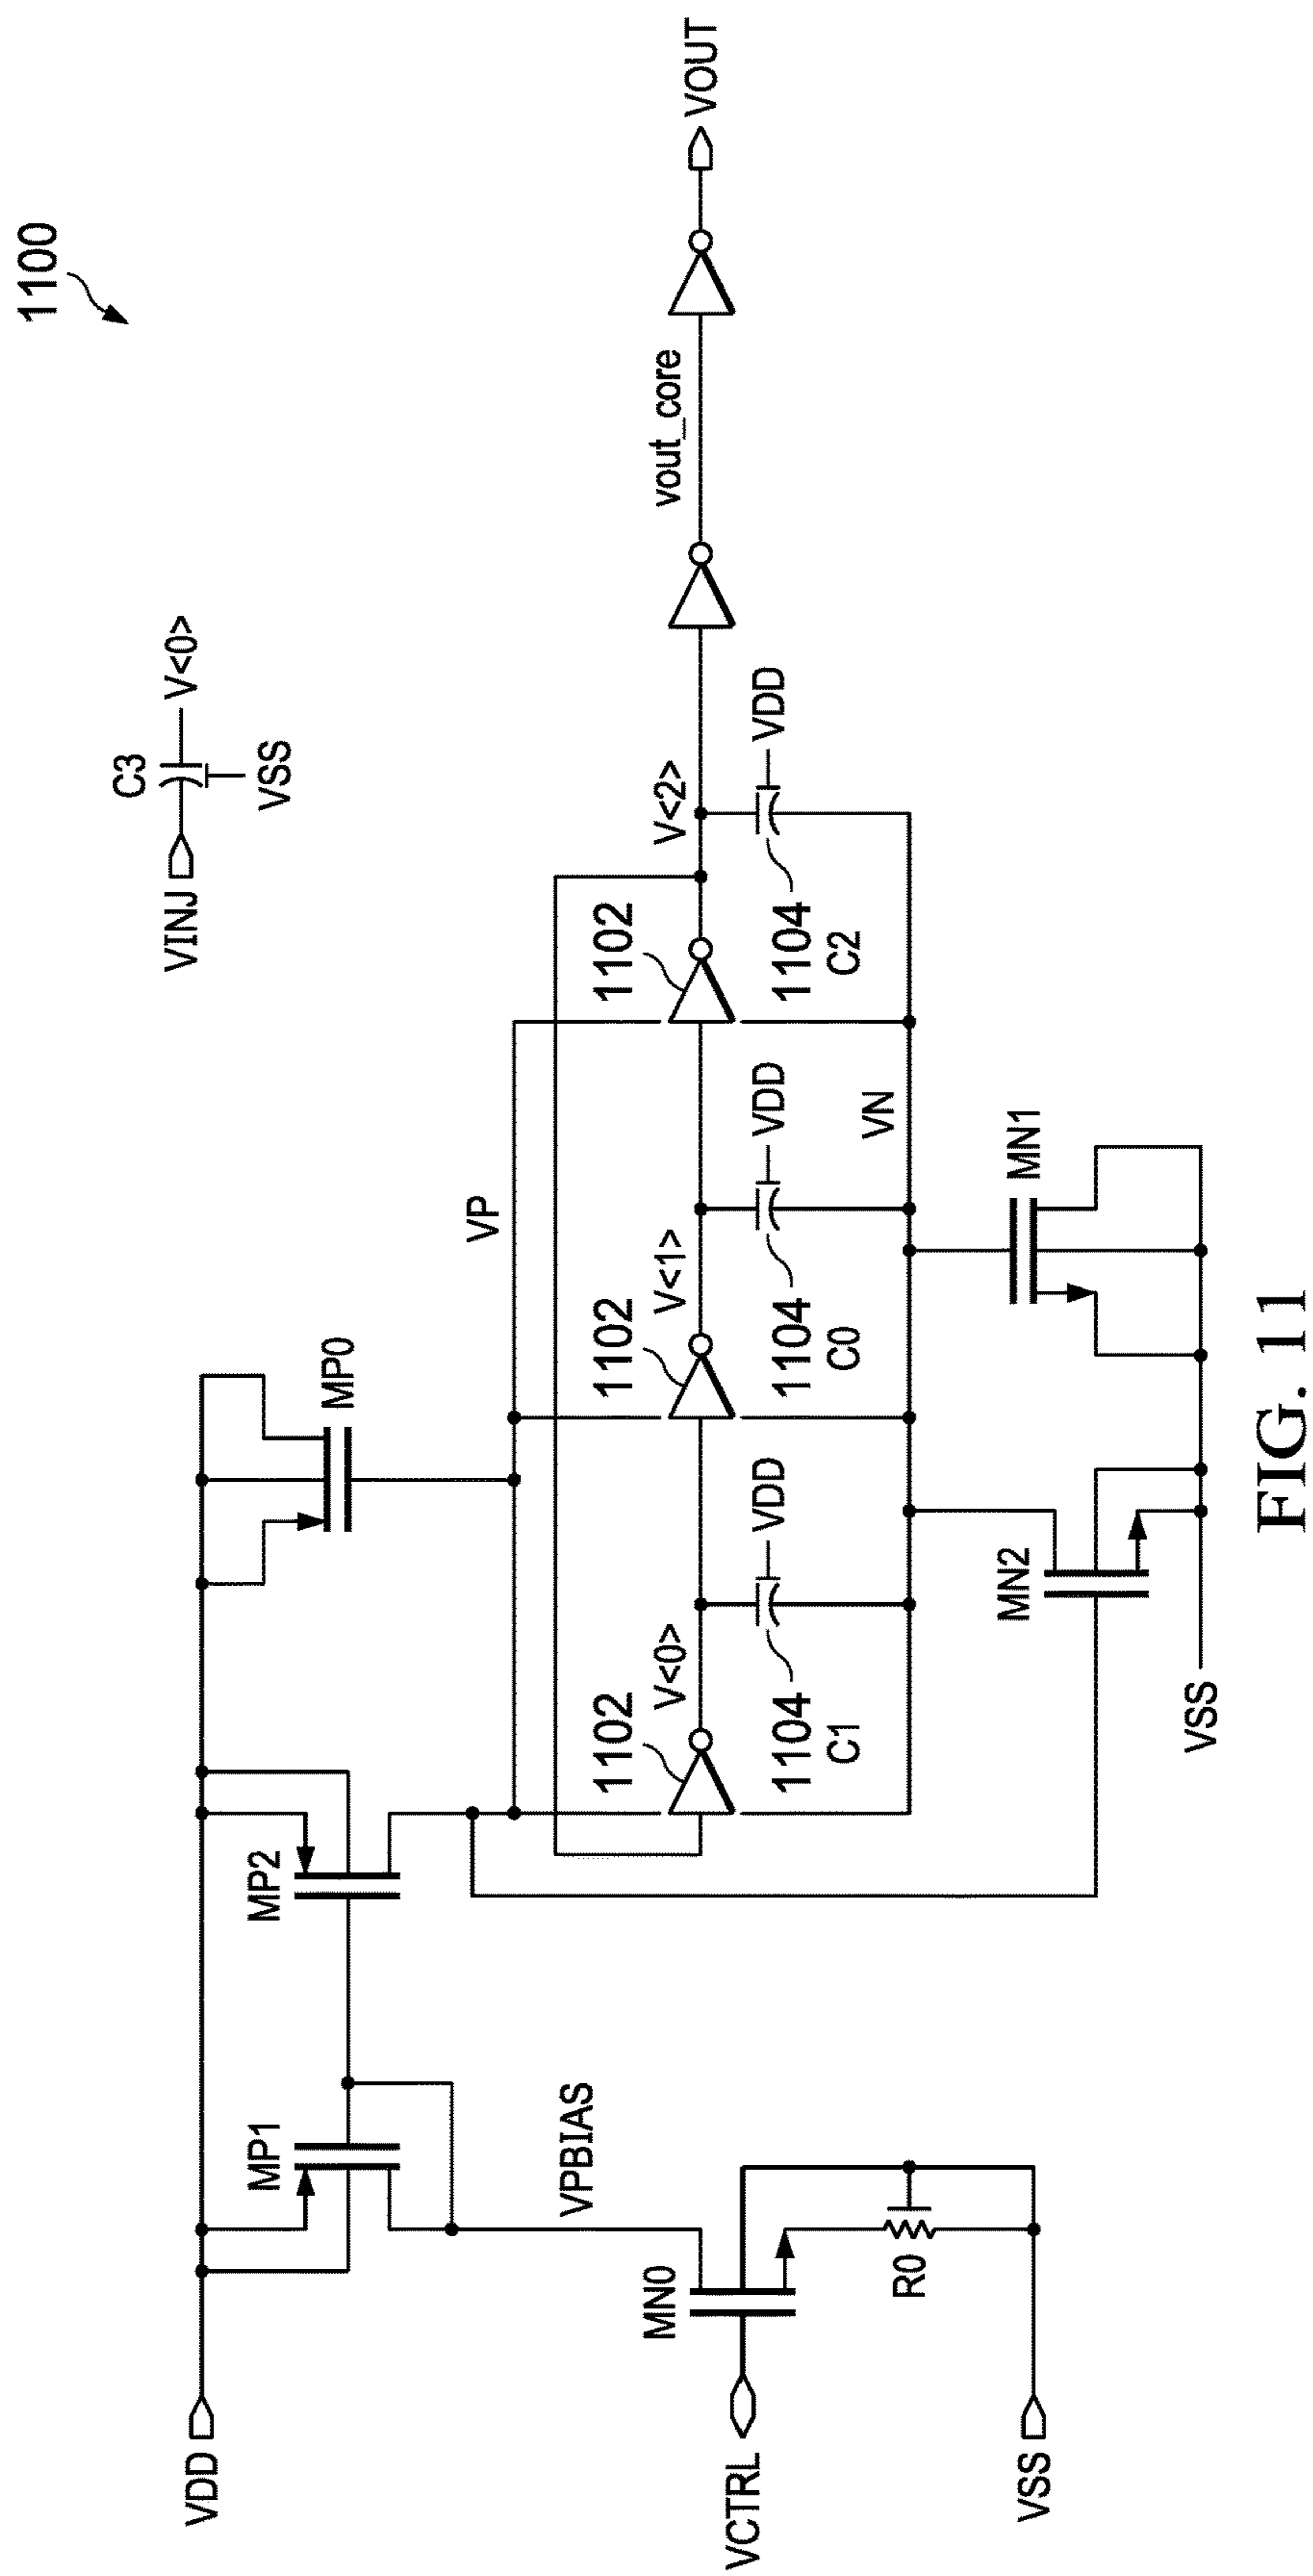 1100
VINJ
C3
V<0>
VSS
VDD
MP1
MP2
MP0
VP
VPBIAS
1102
1102
1102
V<0>
V<1>
V<2>
vout_core
VOUT
VCTRL
MN0
1104
C1
VDD
1104
C0
VDD
1104
C2
VDD
VN
R0
MN2
MN1
VSS
VSS
FIG. 11